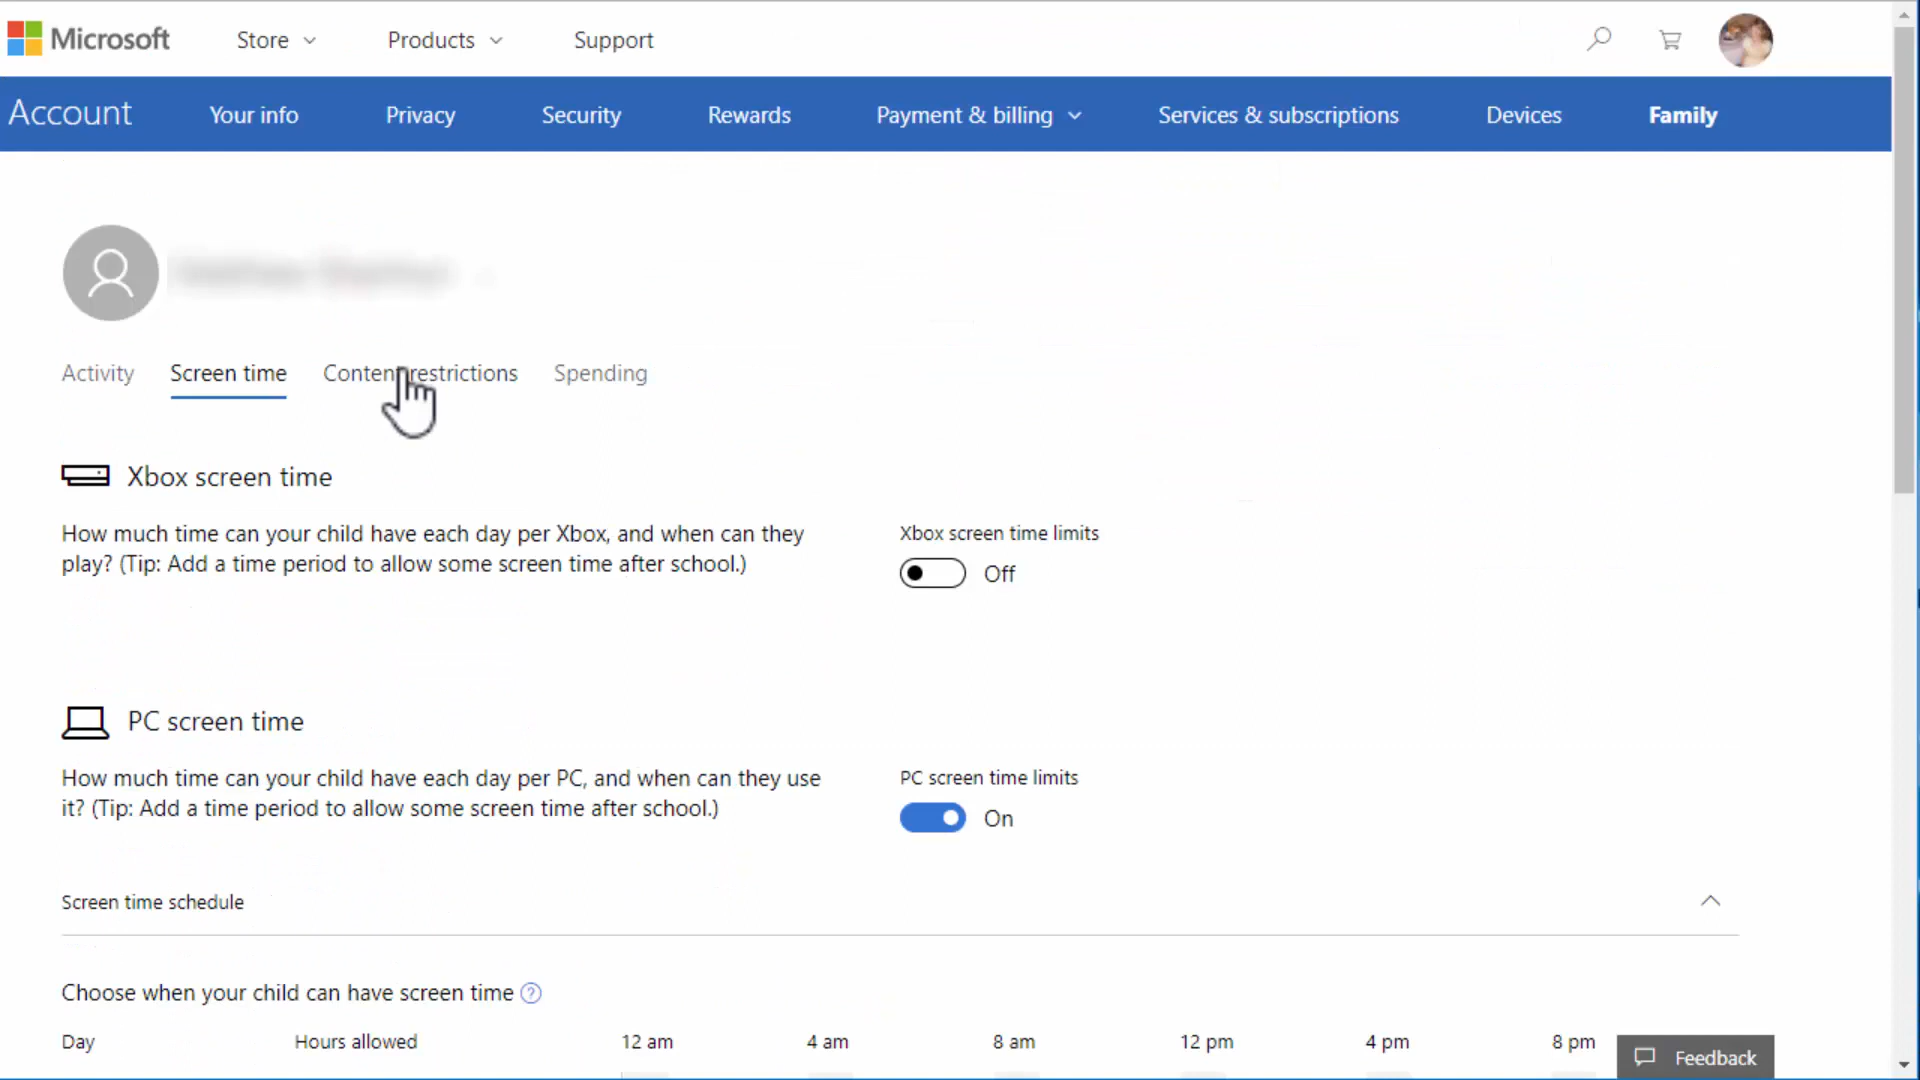 Microsoft Store Products Support
Account Your info Privacy Security Rewards Payment & billing Services & subscriptions Devices Family
Activity Screen time Content restrictions Spending
Xbox screen time
How much time can your child have each day per Xbox, and when can they
play? (Tip: Add a time period to allow some screen time after school.)
Xbox screen time limits
Off
PC screen time
How much time can your child have each day per PC, and when can they use
it? (Tip: Add a time period to allow some screen time after school.)
PC screen time limits
On
Screen time schedule
Choose when your child can have screen time ?
Day Hours allowed 12 am 4 am 8 am 12 pm 4 pm 8 pm
Feedback